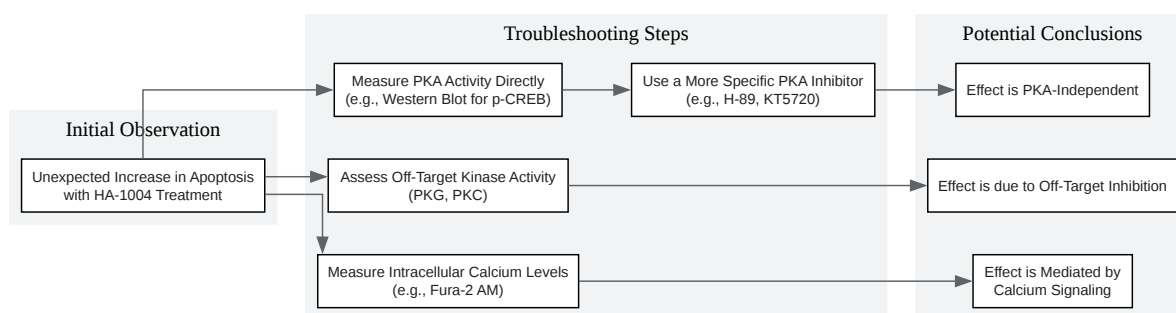 Troubleshooting Steps
Potential Conclusions
Measure PKA Activity Directly
(e.g., Western Blot for p-CREB)
Use a More Specific PKA Inhibitor
(e.g., H-89, KT5720)
Effect is PKA-Independent
Initial Observation
Unexpected Increase in Apoptosis
with HA-1004 Treatment
Assess Off-Target Kinase Activity
(PKG, PKC)
Effect is due to Off-Target Inhibition
Measure Intracellular Calcium Levels
(e.g., Fura-2 AM)
Effect is Mediated by
Calcium Signaling